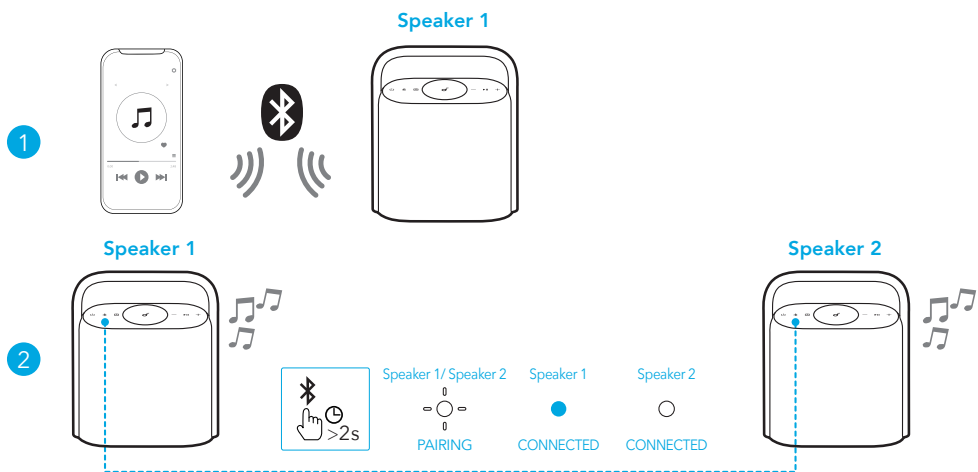 Speaker 1
1
Speaker 1
Speaker 2
2
>2s
Speaker 1/ Speaker 2
PAIRING
Speaker 1
CONNECTED
Speaker 2
CONNECTED